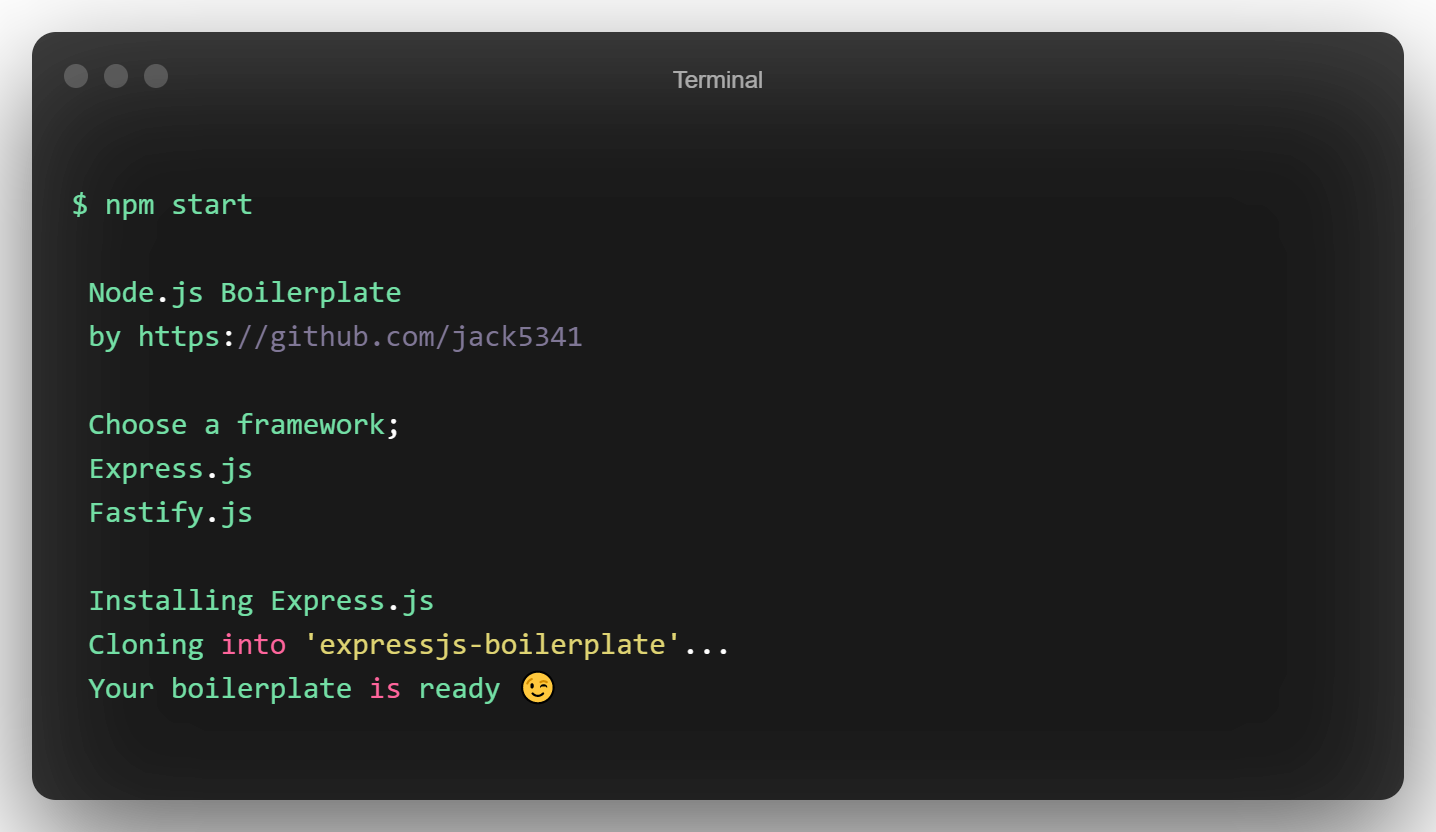 Terminal
$ npm start
Node.js Boilerplate
by https://github.com/jack5341
Choose a framework;
Express.js
Fastify.js
Installing Express.js
Cloning into 'expressjs-boilerplate'...
Your boilerplate is ready 😉